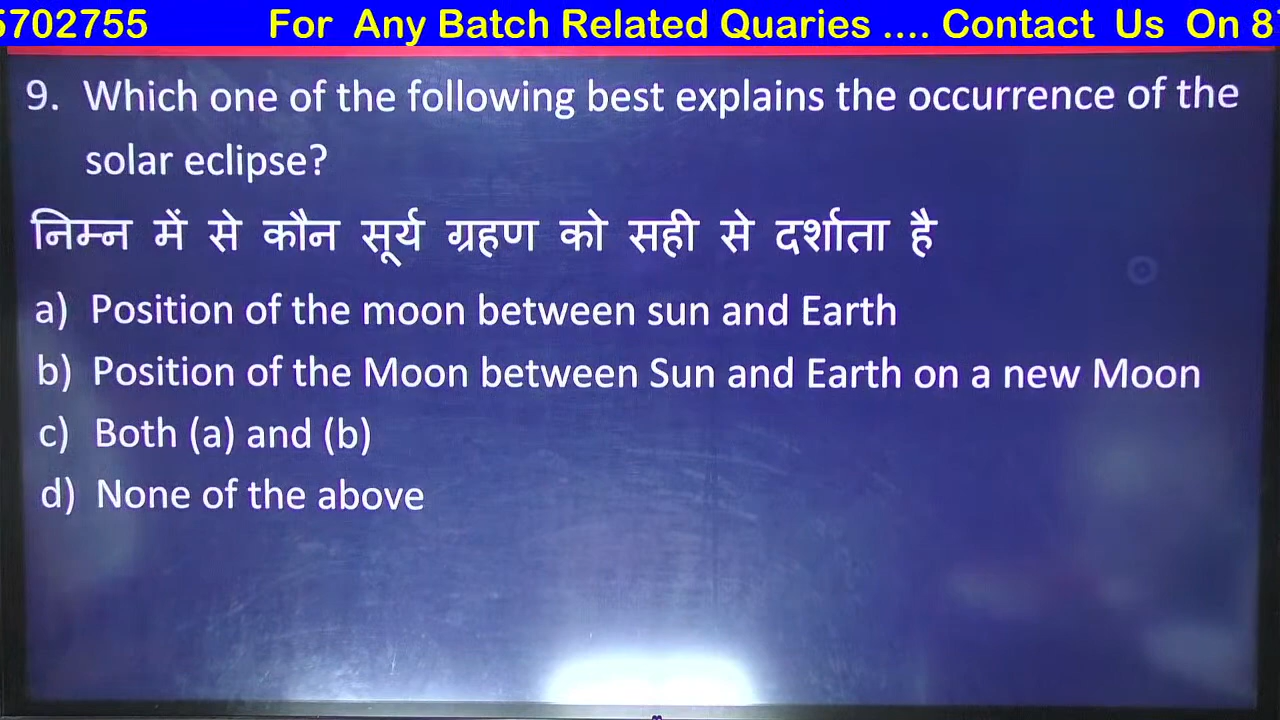 5702755 For Any Batch Related Quaries .... Contact Us On 8
9. Which one of the following best explains the occurrence of the
solar eclipse?
निम्न में से कौन सूर्य ग्रहण को सही से दर्शाता है
a) Position of the moon between sun and Earth
b) Position of the Moon between Sun and Earth on a new Moon
c) Both (a) and (b)
d) None of the above